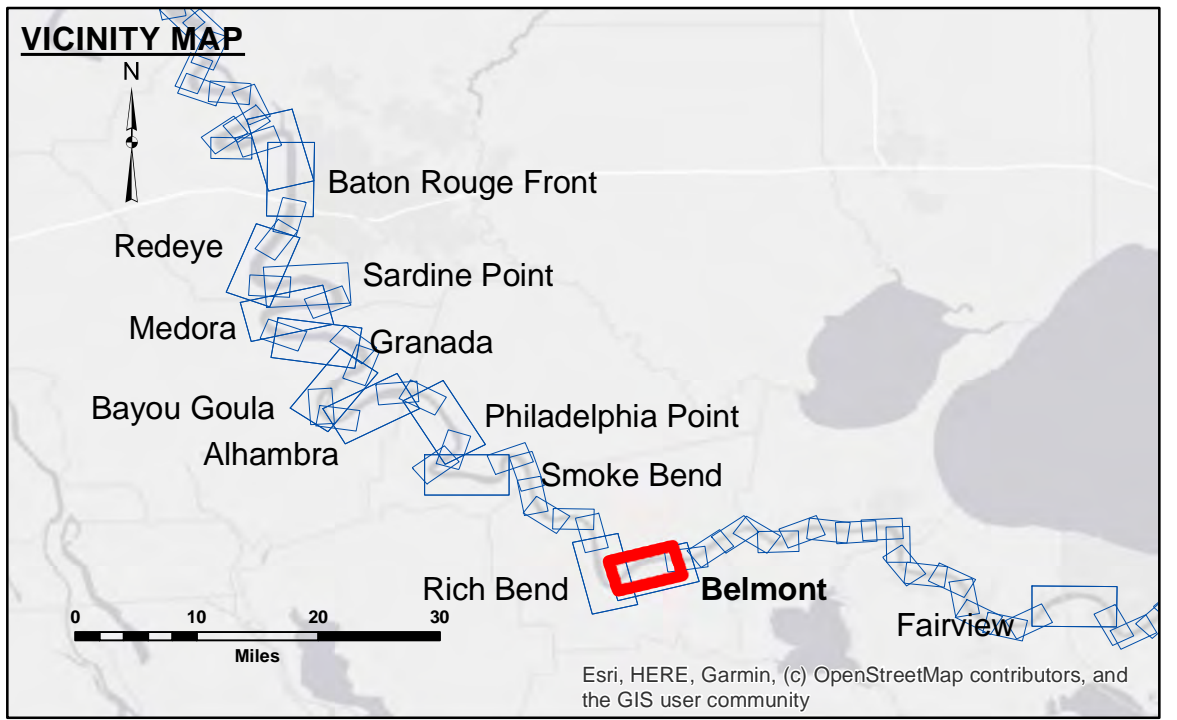 VICINITY MAP
N
Baton Rouge Front
Redeye
Sardine Point
Medora
Granada
Bayou Goula
Philadelphia Point
Alhambra
Smoke Bend
Rich Bend
Belmont
Fairview
0 10 20 30
Miles
Esri, HERE, Garmin, (c) OpenStreetMap contributors, and
the GIS user community